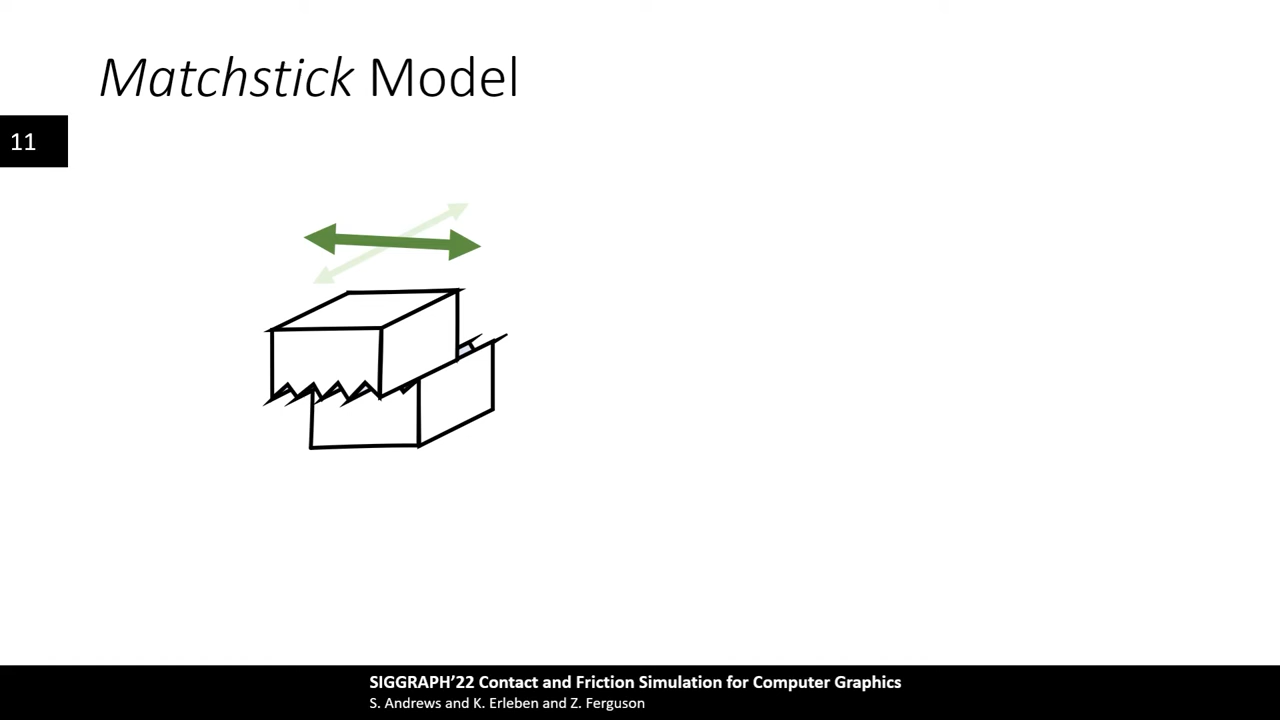 Matchstick Model
11
SIGGRAPH’22 Contact and Friction Simulation for Computer Graphics
S. Andrews and K. Erleben and Z. Ferguson